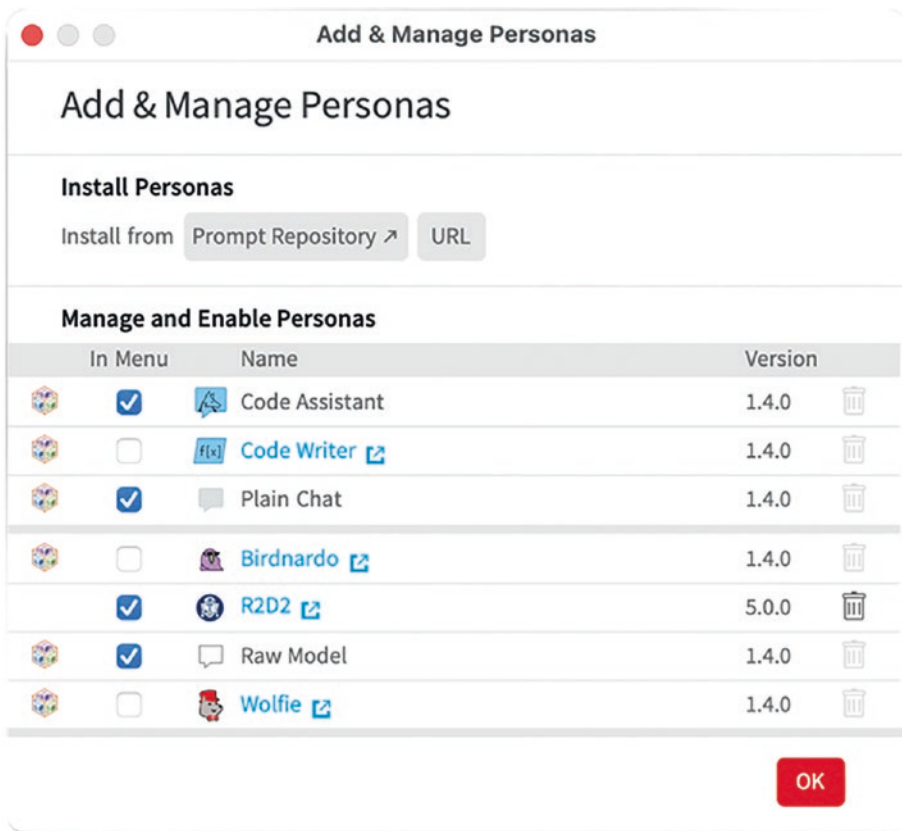 Add & Manage Personas
Add & Manage Personas
Install Personas
Install from Prompt Repository ↗ URL
Manage and Enable Personas
In Menu Name Version
Code Assistant 1.4.0
f[x] Code Writer 1.4.0
Plain Chat 1.4.0
Birdnardo 1.4.0
R2D2 5.0.0
Raw Model 1.4.0
Wolfie 1.4.0
OK